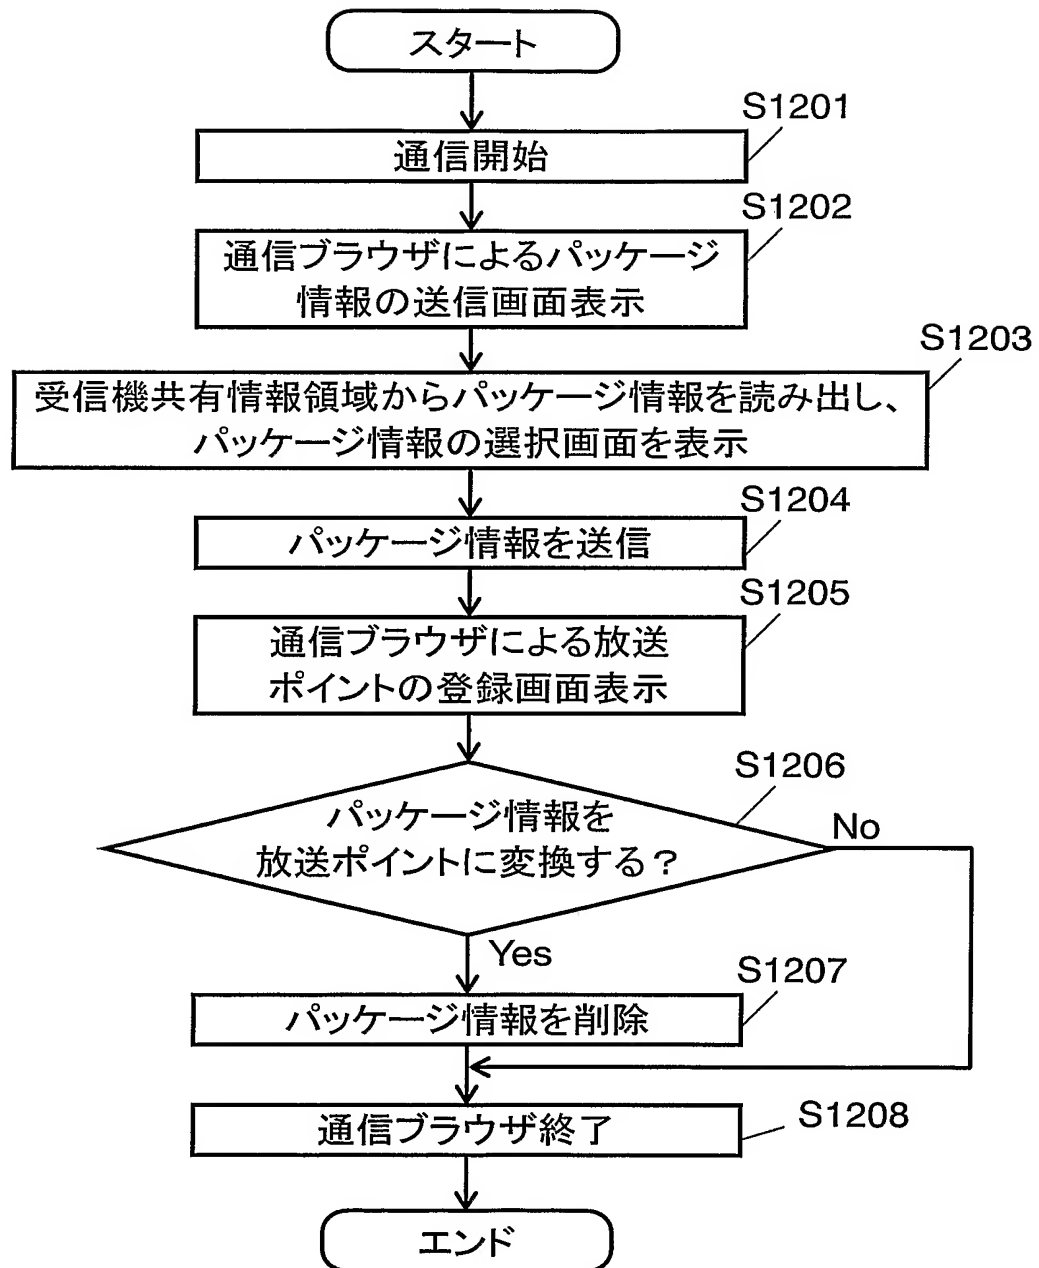 スタート
S1201
通信開始
S1202
通信ブラウザによるパッケージ
情報の送信画面表示
S1203
受信機共有情報領域からパッケージ情報を読み出し、
パッケージ情報の選択画面を表示
S1204
パッケージ情報を送信
S1205
通信ブラウザによる放送
ポイントの登録画面表示
S1206
パッケージ情報を
放送ポイントに変換する?
No
Yes
S1207
パッケージ情報を削除
通信ブラウザ終了
S1208
エンド